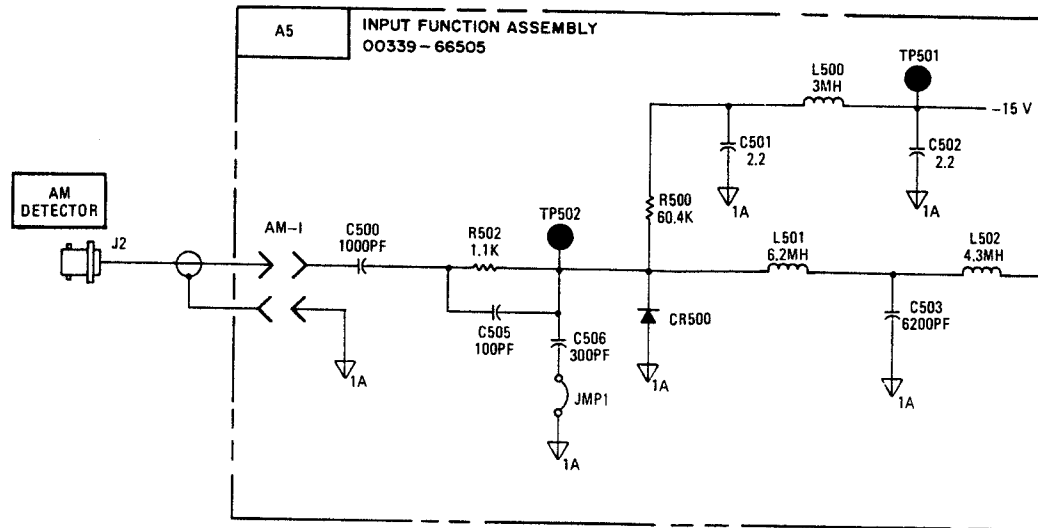 A5
INPUT FUNCTION ASSEMBLY
00339-66505
TP501
L500
3MH
-15 V
C501
2.2
C502
2.2
1A
1A
R500
60.4K
AM
DETECTOR
J2
AM-1
C500
1000PF
R502
1.1K
TP502
L501
6.2MH
L502
4.3MH
C505
100PF
C506
300PF
CR500
C503
6200PF
JMP1
1A
1A
1A
1A